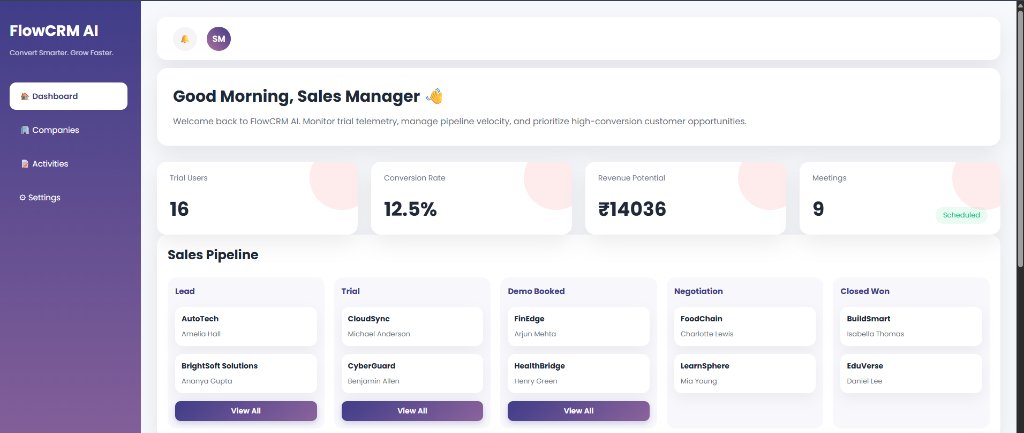 FlowCRM AI
Convert Smarter. Grow Faster.
Dashboard
Companies
Activities
Settings
SM
Good Morning, Sales Manager
Welcome back to FlowCRM AI. Monitor trial telemetry, manage pipeline velocity, and prioritize high-conversion customer opportunities.
Trial Users
16
Conversion Rate
12.5%
Revenue Potential
₹14036
Meetings
9
Scheduled
Sales Pipeline
Lead
AutoTech
Amelia Hall
BrightSoft Solutions
Ananya Gupta
View All
Trial
CloudSync
Michael Anderson
CyberGuard
Benjamin Allen
View All
Demo Booked
FinEdge
Arjun Mehta
HealthBridge
Henry Green
View All
Negotiation
FoodChain
Charlotte Lewis
LearnSphere
Mia Young
Closed Won
BuildSmart
Isabella Thomas
EduVerse
Daniel Lee